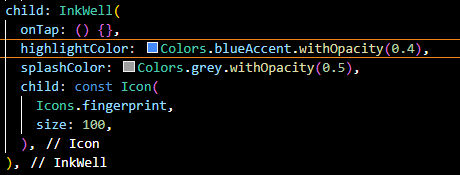 child: InkWell(
onTap: () {},
highlightColor: Colors.blueAccent.withOpacity(0.4),
splashColor: Colors.grey.withOpacity(0.5),
child: const Icon(
Icons.fingerprint,
size: 100,
), // Icon
), // InkWell